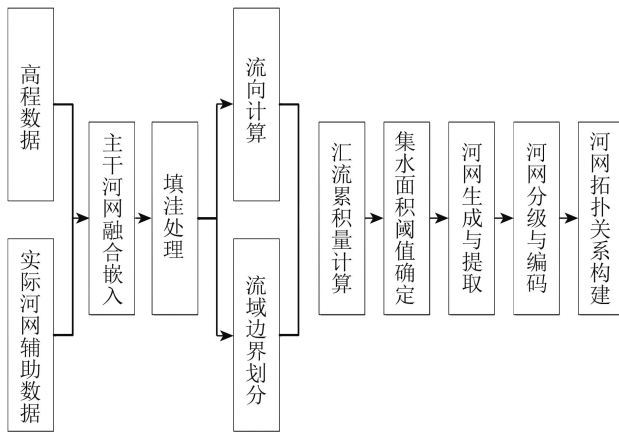 高程数据
实际河网辅助数据
主干河网融合嵌入
填洼处理
流向计算
流域边界划分
汇流累积量计算
集水面积阈值确定
河网生成与提取
河网分级与编码
河网拓扑关系构建